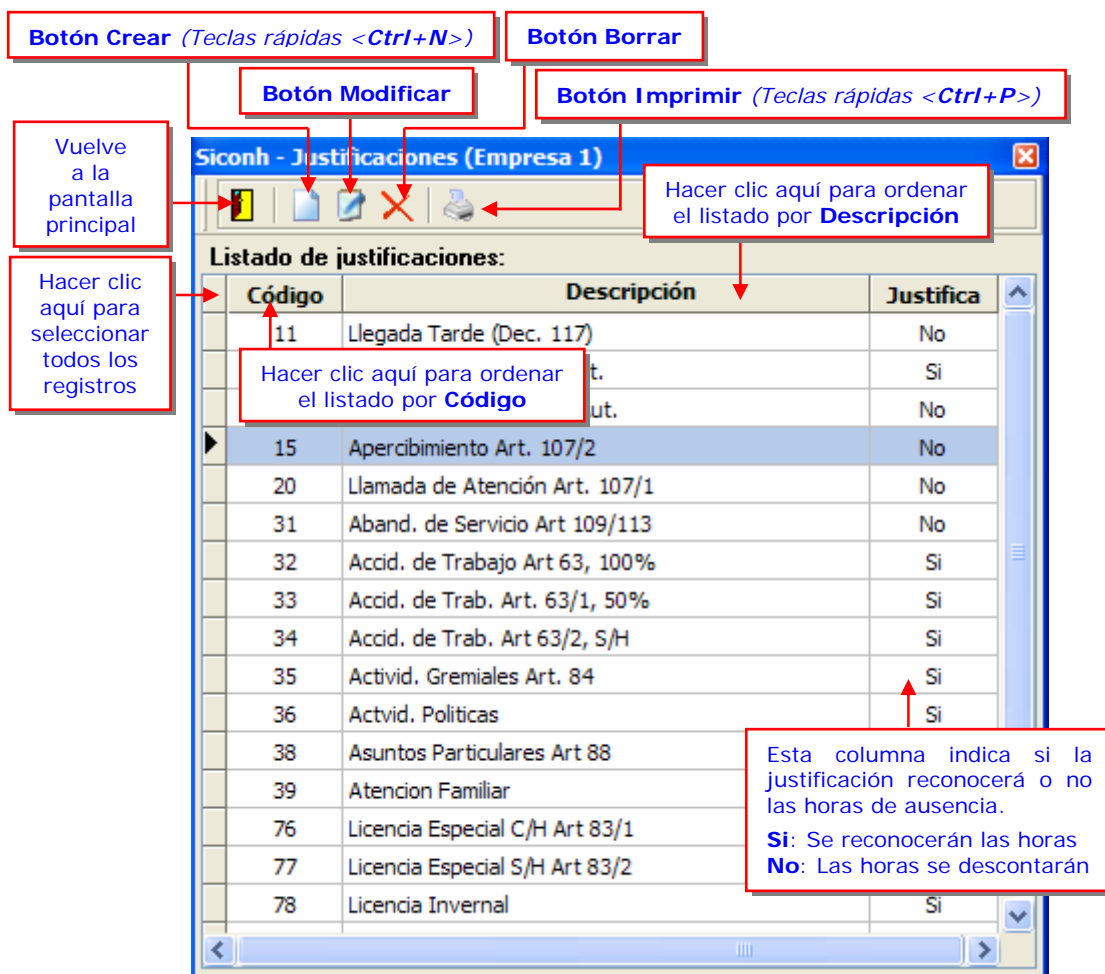 Botón Crear (Teclas rápidas <Ctrl+N>)
Botón Borrar
Botón Modificar
Botón Imprimir (Teclas rápidas <Ctrl+P>)
Vuelve
a la
pantalla
principal
Siconh - Justificaciones (Empresa 1)
Hacer clic aquí para ordenar
el listado por Descripción
Listado de justificaciones:
Hacer clic
aquí para
seleccionar
todos los
registros
Código Descripción Justifica
11 Llegada Tarde (Dec. 117) No
Hacer clic aquí para ordenar
el listado por Código
t. Si
ut. No
15 Apercibimiento Art. 107/2 No
20 Llamada de Atención Art. 107/1 No
31 Aband. de Servicio Art 109/113 No
32 Accid. de Trabajo Art 63, 100% Si
33 Accid. de Trab. Art. 63/1, 50% Si
34 Accid. de Trab. Art 63/2, S/H Si
35 Activid. Gremiales Art. 84 Si
36 Actvid. Politicas Si
38 Asuntos Particulares Art 88
39 Atencion Familiar
76 Licencia Especial C/H Art 83/1
77 Licencia Especial S/H Art 83/2
78 Licencia Invernal Si
Esta columna indica si la
justificación reconocerá o no
las horas de ausencia.
Si: Se reconocerán las horas
No: Las horas se descontarán